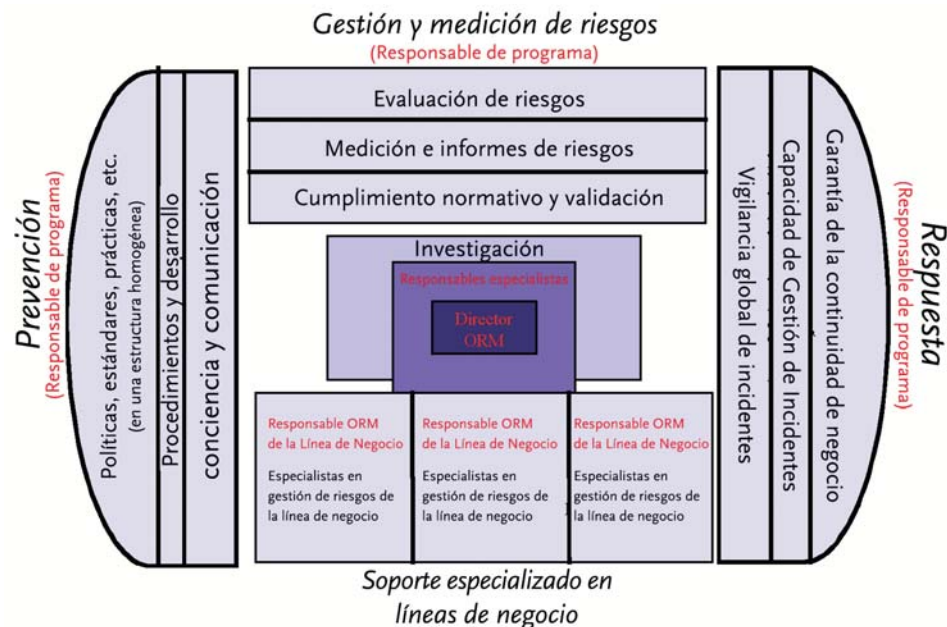 Gestión y medición de riesgos
(Responsable de programa)
Evaluación de riesgos
Medición e informes de riesgos
Cumplimiento normativo y validación
Prevención
(Responsable de programa)
Políticas, estándares, prácticas, etc.
(en una estructura homogénea)
Procedimientos y desarrollo
conciencia y comunicación
Investigación
Responsables especialistas
Director
ORM
Responsable ORM
de la Línea de Negocio
Especialistas en
gestión de riesgos de
la línea de negocio
Responsable ORM
de la Línea de Negocio
Especialistas en
gestión de riesgos de
la línea de negocio
Responsable ORM
de la Línea de Negocio
Especialistas en
gestión de riesgos de
la línea de negocio
Vigilancia global de incidentes
Capacidad de Gestión de Incidentes
Garantía de la continuidad de negocio
(Responsable de programa)
Respuesta
Soporte especializado en
líneas de negocio